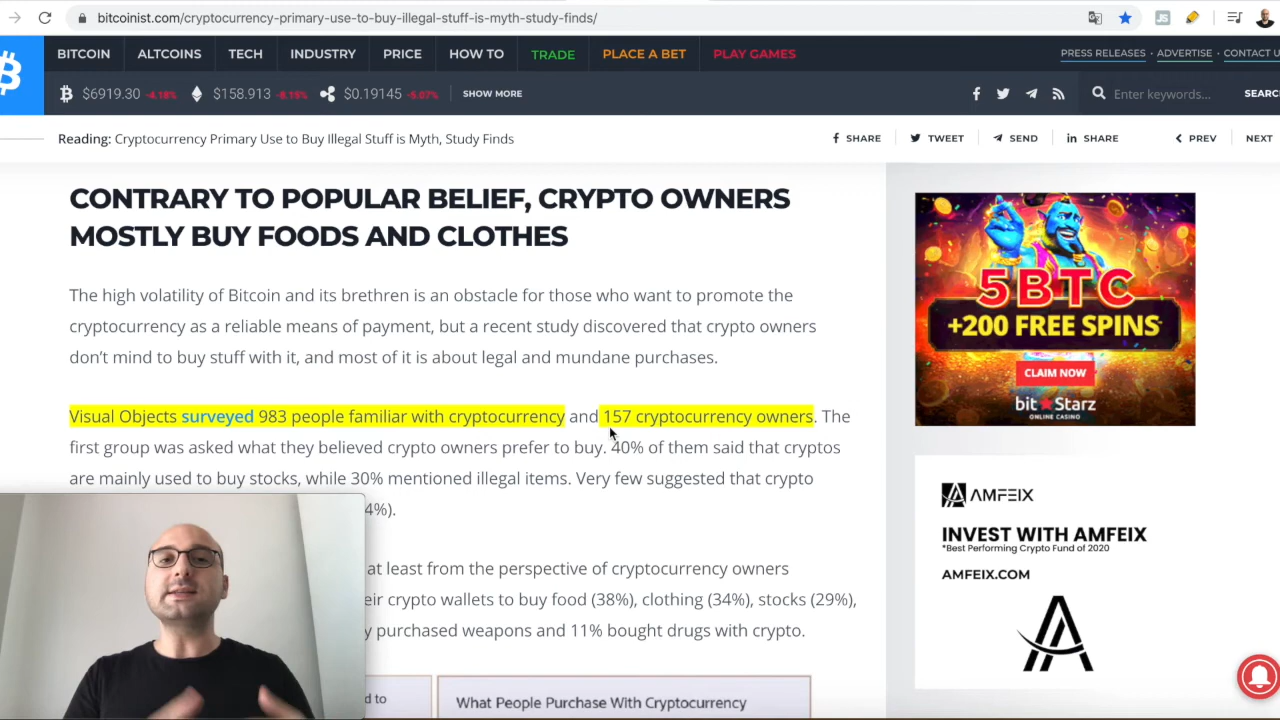 bitcoinist.com/cryptocurrency-primary-use-to-buy-illegal-stuff-is-myth-study-finds/
JS
BITCOIN ALTCOINS TECH INDUSTRY PRICE HOW TO TRADE PLACE A BET PLAY GAMES
PRESS RELEASES · ADVERTISE · CONTACT U
$6919.30 -4.18% $158.913 -6.15% $0.19145 -5.07% SHOW MORE
Enter keywords... SEARC
Reading: Cryptocurrency Primary Use to Buy Illegal Stuff is Myth, Study Finds
SHARE TWEET SEND SHARE PREV NEXT
CONTRARY TO POPULAR BELIEF, CRYPTO OWNERS
MOSTLY BUY FOODS AND CLOTHES
The high volatility of Bitcoin and its brethren is an obstacle for those who want to promote the
cryptocurrency as a reliable means of payment, but a recent study discovered that crypto owners
don't mind to buy stuff with it, and most of it is about legal and mundane purchases.
Visual Objects surveyed 983 people familiar with cryptocurrency and 157 cryptocurrency owners. The
first group was asked what they believed crypto owners prefer to buy. 40% of them said that cryptos
are mainly used to buy stocks, while 30% mentioned illegal items. Very few suggested that crypto
4%).
at least from the perspective of cryptocurrency owners
eir crypto wallets to buy food (38%), clothing (34%), stocks (29%),
y purchased weapons and 11% bought drugs with crypto.
d to
What People Purchase With Cryptocurrency
5 BTC
+200 FREE SPINS
CLAIM NOW
bit Starz
ONLINE CASINO
AMFEIX
INVEST WITH AMFEIX
*Best Performing Crypto Fund of 2020
AMFEIX.COM